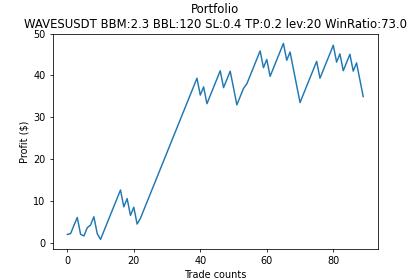 Portfolio
WAVESUSDT BBM:2.3 BBL:120 SL:0.4 TP:0.2 lev:20 WinRatio:73.0
50
40
30
20
10
0
Profit ($)
0 20 40 60 80
Trade counts